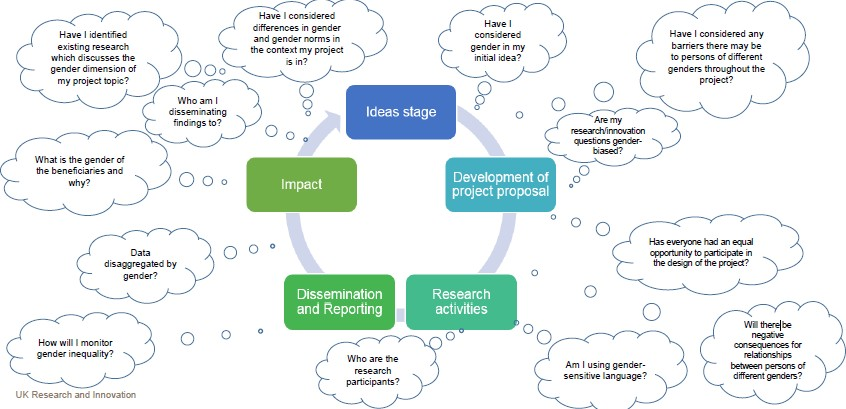 Have I identified
existing research
which discusses the
gender dimension of
my project topic?
Have I considered
differences in gender
and gender norms in
the context my project
is in?
Have I
considered
gender in my
initial idea?
Have I considered any
barriers there may be
to persons of different
genders throughout the
project?
Who am I
disseminating
findings to?
Ideas stage
Are my
research/innovation
questions gender-
biased?
What is the gender of
the beneficiaries and
why?
Impact
Development of
project proposal
Data
disaggregated by
gender?
Has everyone had an equal
opportunity to participate in
the design of the project?
Dissemination
and Reporting
Research
activities
How will I monitor
gender inequality?
Who are the
research
participants?
Am I using gender-
sensitive language?
Will there be
negative
consequences for
relationships
between persons of
different genders?
UK Research and Innovation